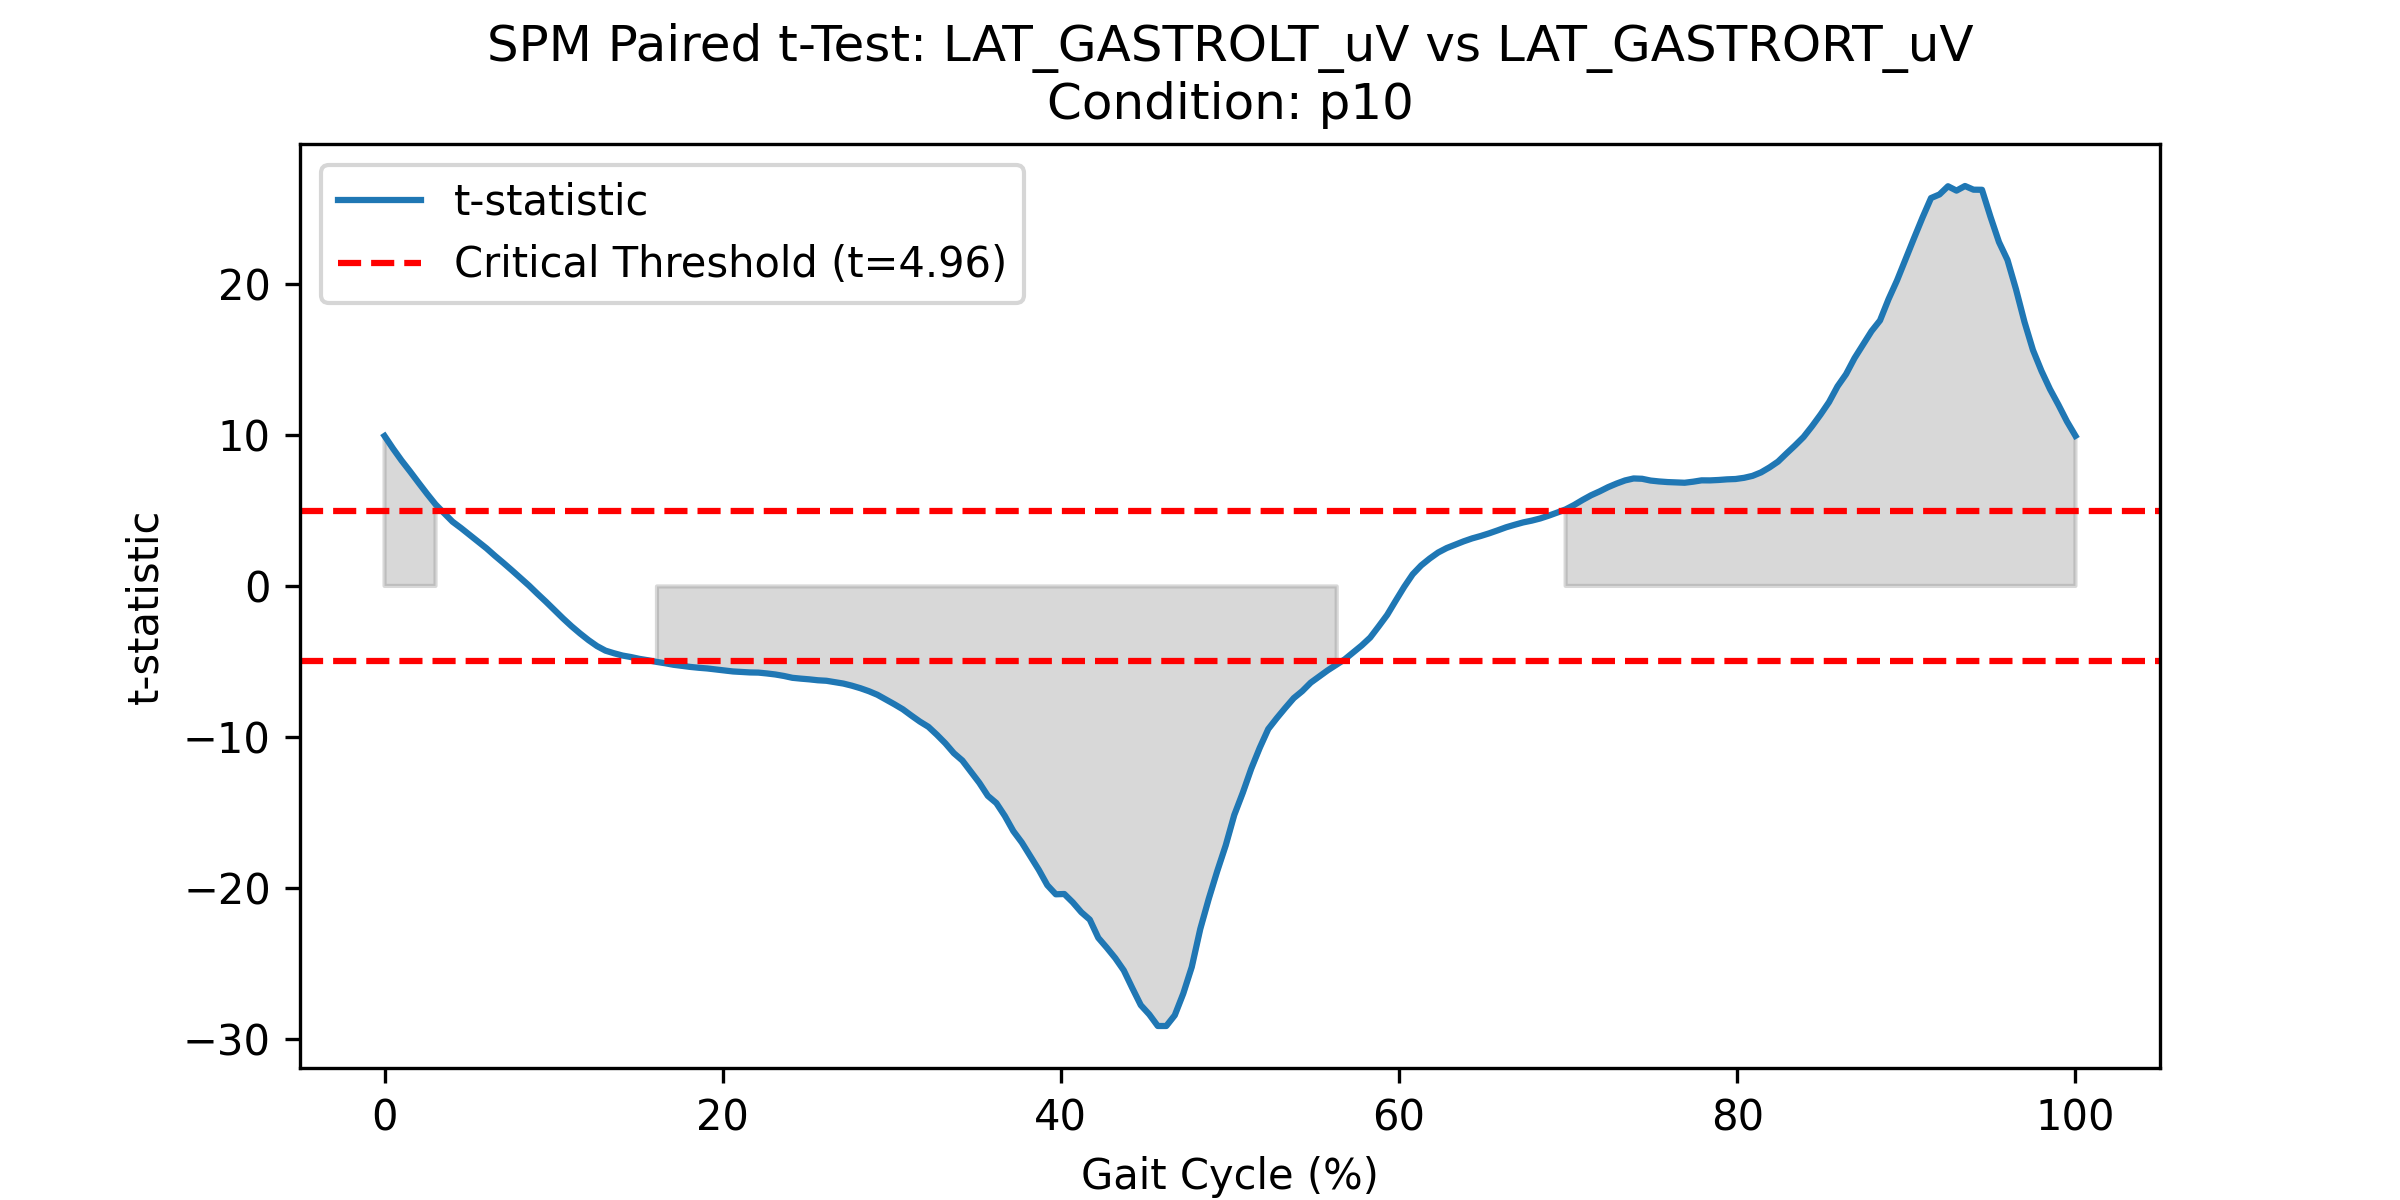 SPM Paired t-Test: LAT_GASTROLT_uV vs LAT_GASTRORT_uV
Condition: p10
t-statistic
Critical Threshold (t=4.96)
20
10
0
−10
−20
−30
t-statistic
0
20
40
60
80
100
Gait Cycle (%)